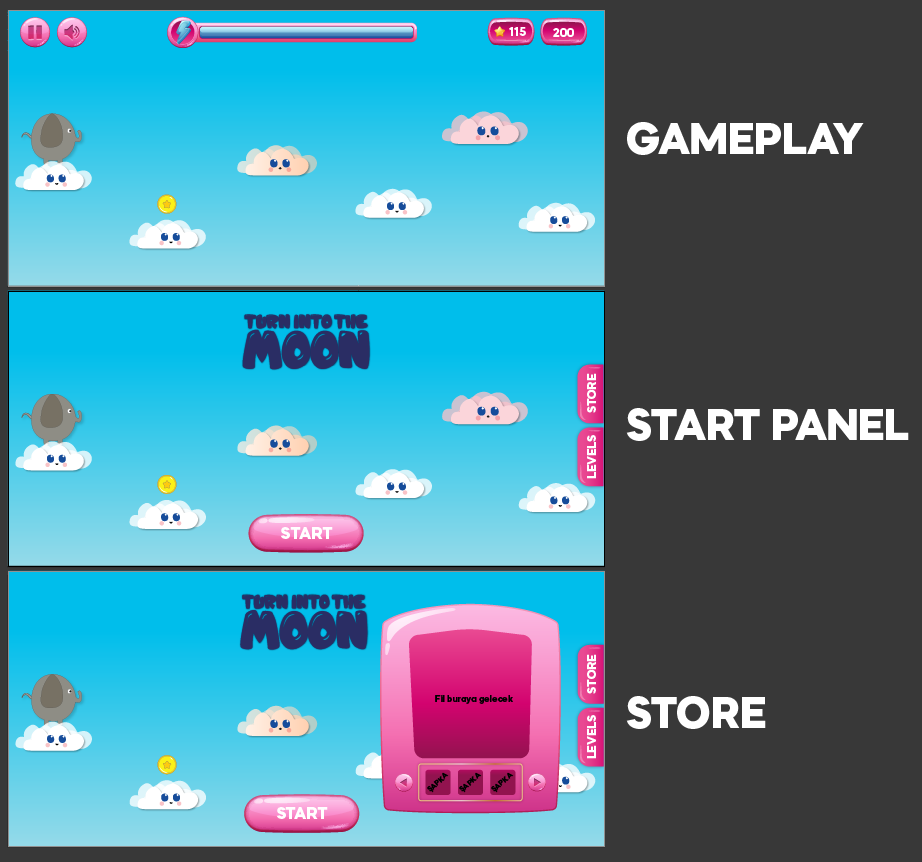 115
200
GAMEPLAY
TURN INTO THE
MOON
STORE
LEVELS
START
START PANEL
TURN INTO THE
MOON
Fil buraya gelecek
ŞAPKA
ŞAPKA
ŞAPKA
STORE
LEVELS
START
STORE